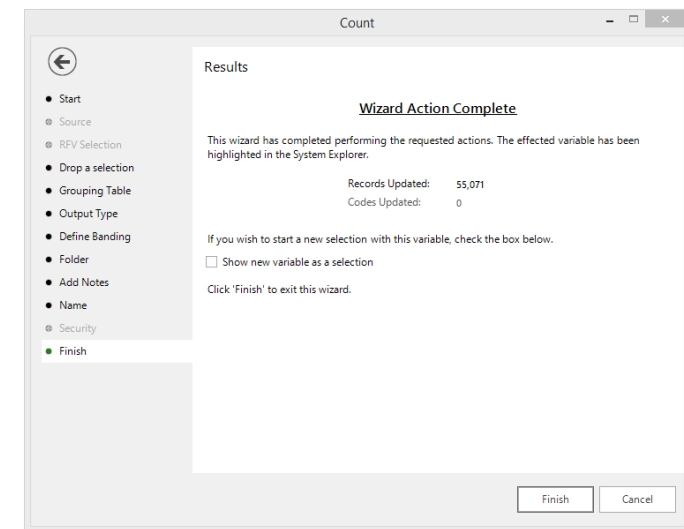 Count
Results
Start
Source
RFV Selection
Drop a selection
Grouping Table
Output Type
Define Banding
Folder
Add Notes
Name
Security
Finish
Wizard Action Complete
This wizard has completed performing the requested actions. The effected variable has been
highlighted in the System Explorer.
Records Updated: 55,071
Codes Updated: 0
If you wish to start a new selection with this variable, check the box below.
Show new variable as a selection
Click 'Finish' to exit this wizard.
Finish Cancel